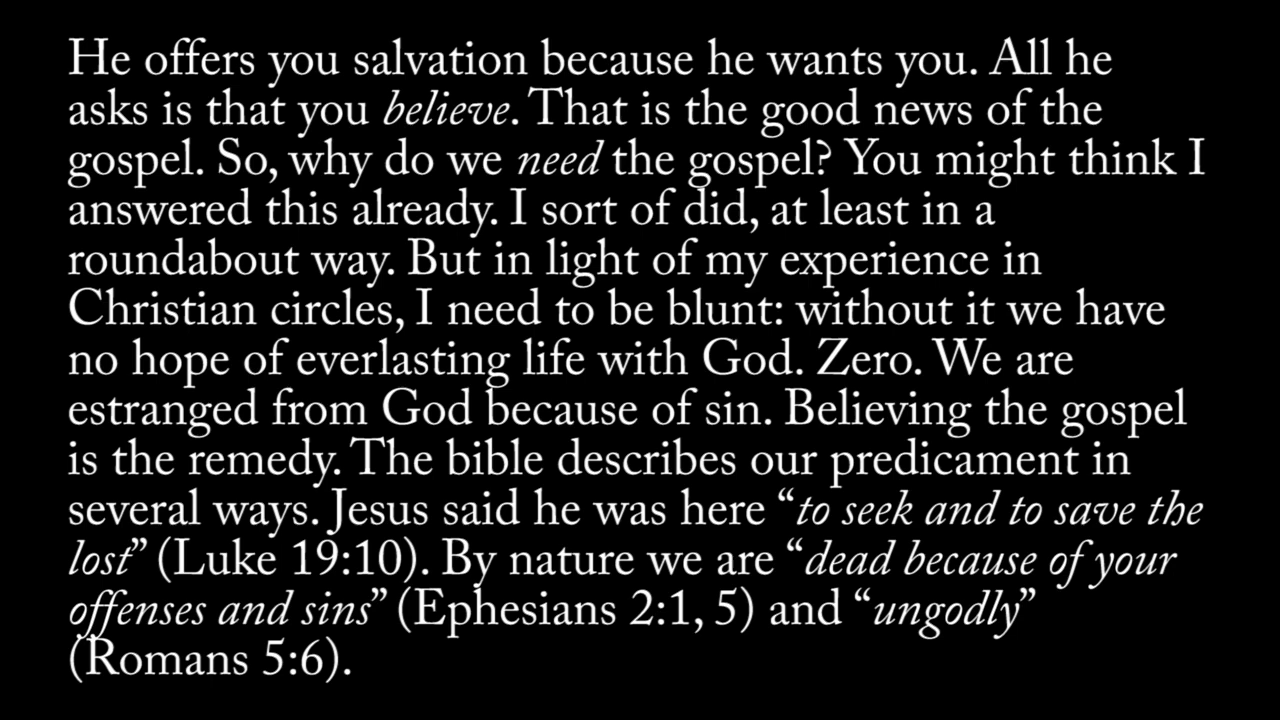 He offers you salvation because he wants you. All he
asks is that you believe. That is the good news of the
gospel. So, why do we need the gospel? You might think I
answered this already. I sort of did, at least in a
roundabout way. But in light of my experience in
Christian circles, I need to be blunt: without it we have
no hope of everlasting life with God. Zero. We are
estranged from God because of sin. Believing the gospel
is the remedy. The bible describes our predicament in
several ways. Jesus said he was here “to seek and to save the
lost” (Luke 19:10). By nature we are “dead because of your
offenses and sins” (Ephesians 2:1, 5) and “ungodly”
(Romans 5:6).